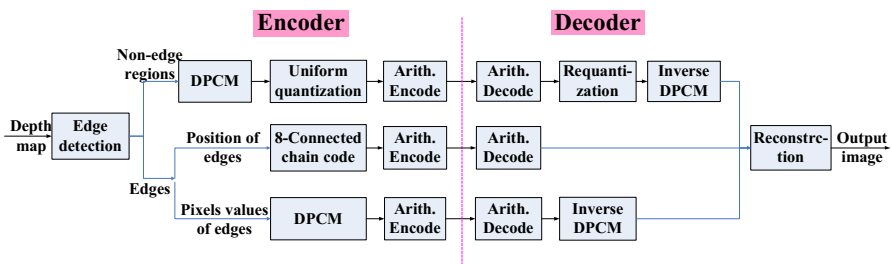 Encoder
Decoder
Non-edge
regions
DPCM
Uniform
quantization
Arith.
Encode
Arith.
Decode
Requanti-
zation
Inverse
DPCM
Depth
map
Edge
detection
Position of
edges
8-Connected
chain code
Arith.
Encode
Arith.
Decode
Reconstrc-
tion
Output
image
Edges
Pixels values
of edges
DPCM
Arith.
Encode
Arith.
Decode
Inverse
DPCM